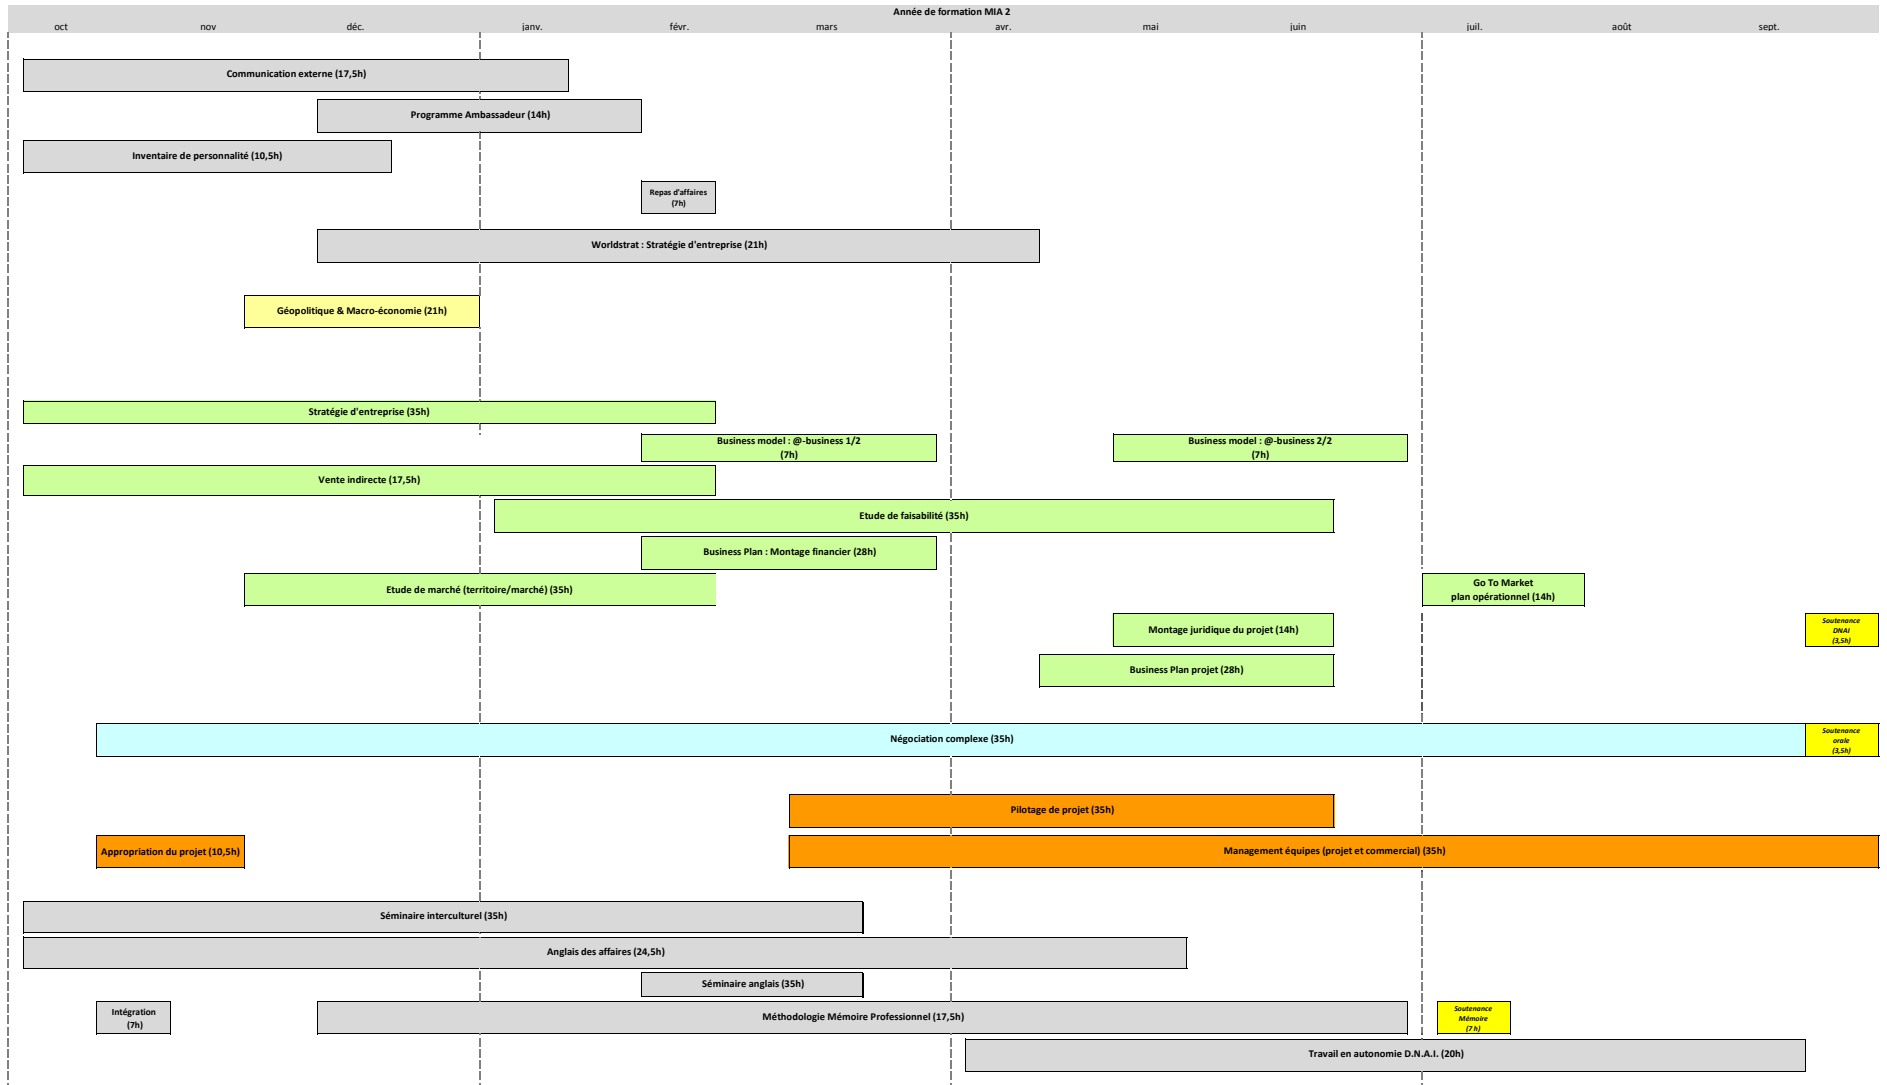 Année de formation MIA 2
oct nov déc. janv. févr. mars avr. mai juin juil. août sept.
Communication externe (17,5h)
Programme Ambassadeur (14h)
Inventaire de personnalité (10,5h)
Repas d'affaires
(7h)
Worldstrat : Stratégie d'entreprise (21h)
Géopolitique & Macro-économie (21h)
Stratégie d'entreprise (35h)
Business model : @-business 1/2
(7h)
Business model : @-business 2/2
(7h)
Vente indirecte (17,5h)
Etude de faisabilité (35h)
Business Plan : Montage financier (28h)
Etude de marché (territoire/marché) (35h)
Go To Market
plan opérationnel (14h)
Montage juridique du projet (14h)
Soutenance
DNAI
(3,5h)
Business Plan projet (28h)
Négociation complexe (35h)
Soutenance
orale
(3,5h)
Pilotage de projet (35h)
Appropriation du projet (10,5h)
Management équipes (projet et commercial) (35h)
Séminaire interculturel (35h)
Anglais des affaires (24,5h)
Séminaire anglais (35h)
Intégration
(7h)
Méthodologie Mémoire Professionnel (17,5h)
Soutenance
Mémoire
(7 h)
Travail en autonomie D.N.A.I. (20h)